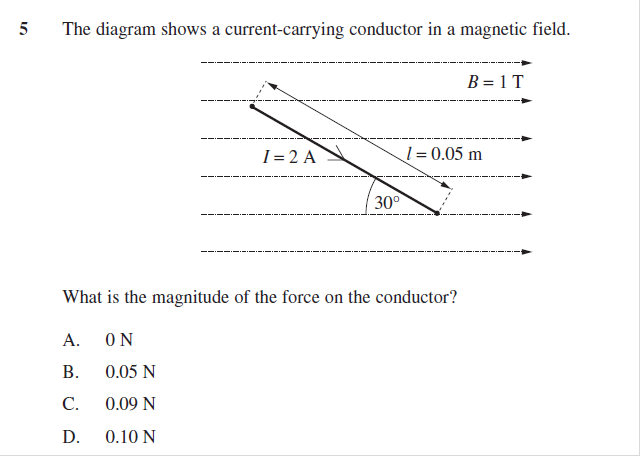 5 The diagram shows a current-carrying conductor in a magnetic field.
B = 1 T
I = 2 A
l = 0.05 m
30°
What is the magnitude of the force on the conductor?
A. 0 N
B. 0.05 N
C. 0.09 N
D. 0.10 N